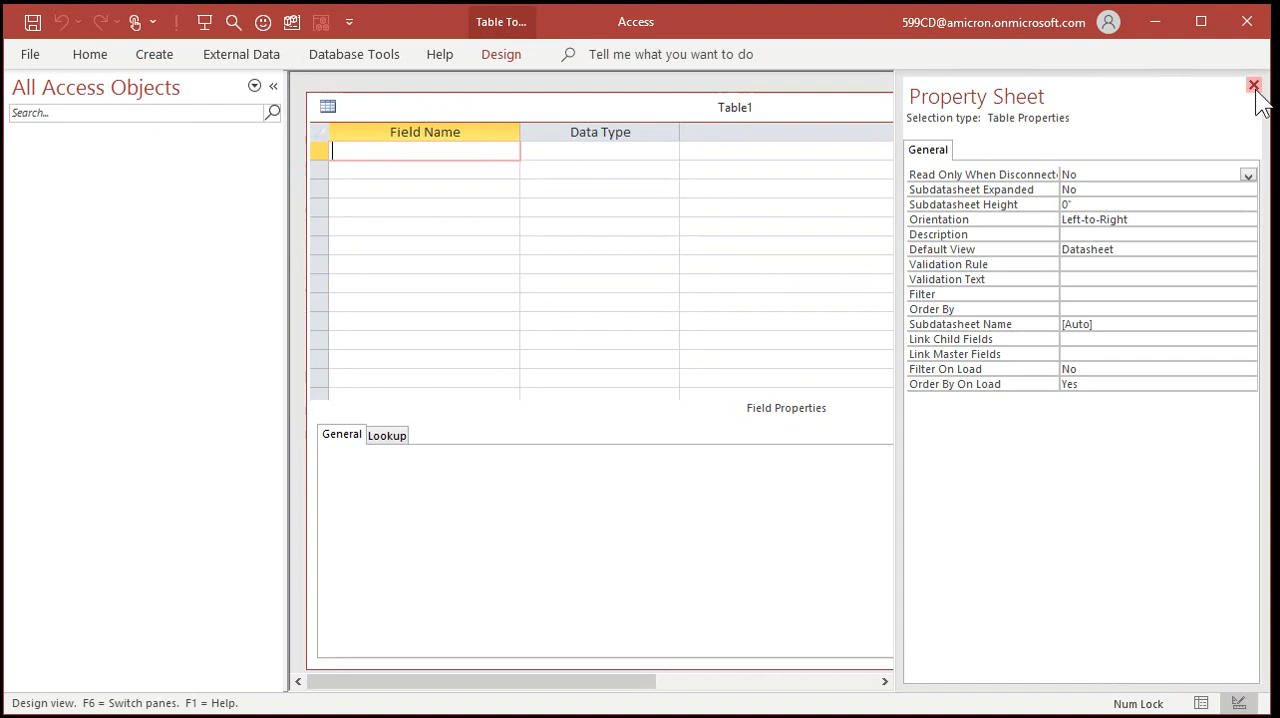 Table To...
Access
599CD@amicron.onmicrosoft.com
File
Home
Create
External Data
Database Tools
Help
Design
Tell me what you want to do
All Access Objects
Search...
Table1
Field Name
Data Type
Field Properties
General
Lookup
Property Sheet
Selection type: Table Properties
General
Read Only When Disconnect No
Subdatasheet Expanded No
Subdatasheet Height 0"
Orientation Left-to-Right
Description
Default View Datasheet
Validation Rule
Validation Text
Filter
Order By
Subdatasheet Name [Auto]
Link Child Fields
Link Master Fields
Filter On Load No
Order By On Load Yes
Design view. F6 = Switch panes. F1 = Help.
Num Lock